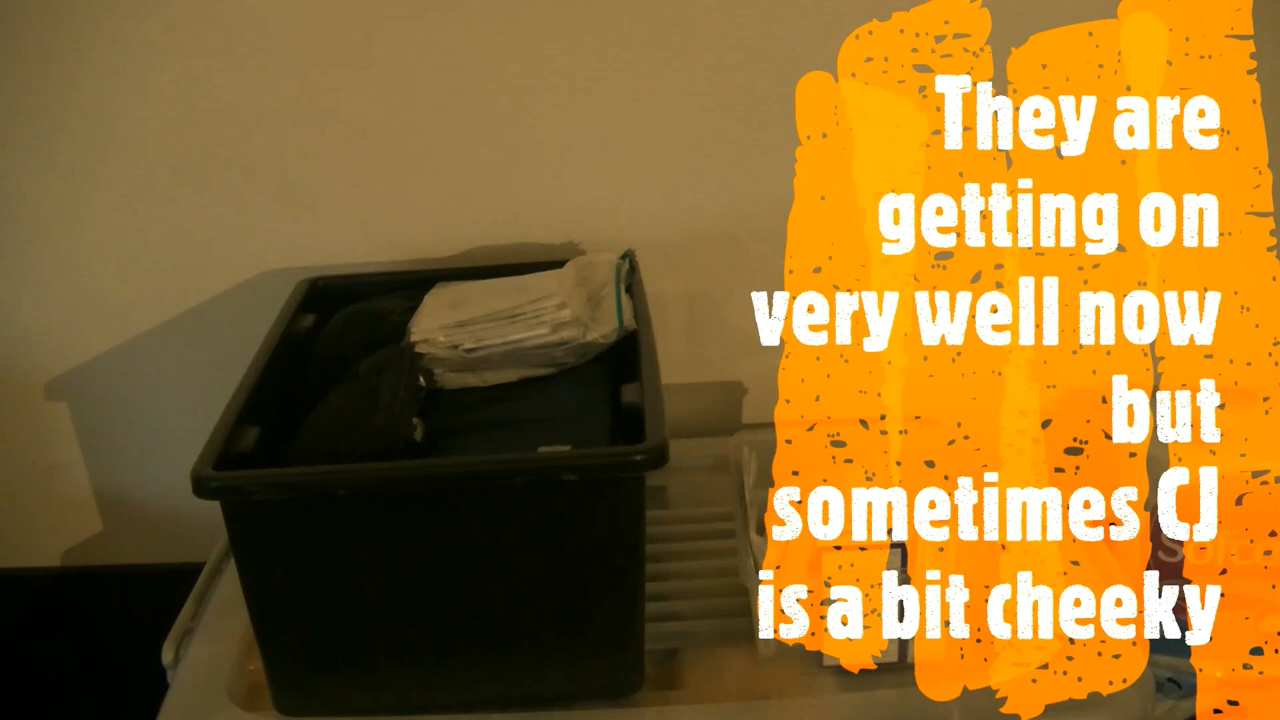 They are
getting on
very well now
but
sometimes CJ
is a bit cheeky